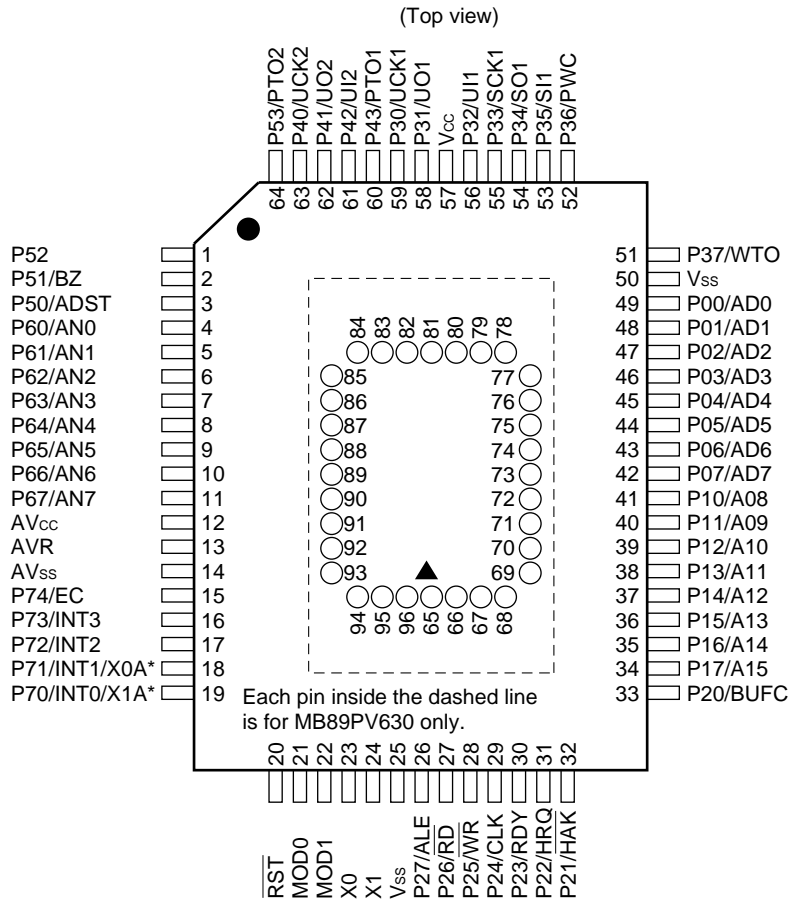 (Top view)
P53/PTO2
P40/UCK2
P41/UO2
P42/UI2
P43/PTO1
P30/UCK1
P31/UO1
Vcc
P32/UI1
P33/SCK1
P34/SO1
P35/SI1
P36/PWC
64 63 62 61 60 59 58 57 56 55 54 53 52
P52 1
P51/BZ 2
P50/ADST 3
P60/AN0 4
P61/AN1 5
P62/AN2 6
P63/AN3 7
P64/AN4 8
P65/AN5 9
P66/AN6 10
P67/AN7 11
AVcc 12
AVR 13
AVss 14
P74/EC 15
P73/INT3 16
P72/INT2 17
P71/INT1/X0A* 18
P70/INT0/X1A* 19
84 83 82 81 80 79 78
85 77
86 76
87 75
88 74
89 73
90 72
91 71
92 70
93 69
94 95 96 65 66 67 68
Each pin inside the dashed line
is for MB89PV630 only.
51 P37/WTO
50 Vss
49 P00/AD0
48 P01/AD1
47 P02/AD2
46 P03/AD3
45 P04/AD4
44 P05/AD5
43 P06/AD6
42 P07/AD7
41 P10/A08
40 P11/A09
39 P12/A10
38 P13/A11
37 P14/A12
36 P15/A13
35 P16/A14
34 P17/A15
33 P20/BUFC
20 21 22 23 24 25 26 27 28 29 30 31 32
RST
MOD0
MOD1
X0
X1
Vss
P27/ALE
P26/RD
P25/WR
P24/CLK
P23/RDY
P22/HRQ
P21/HAK